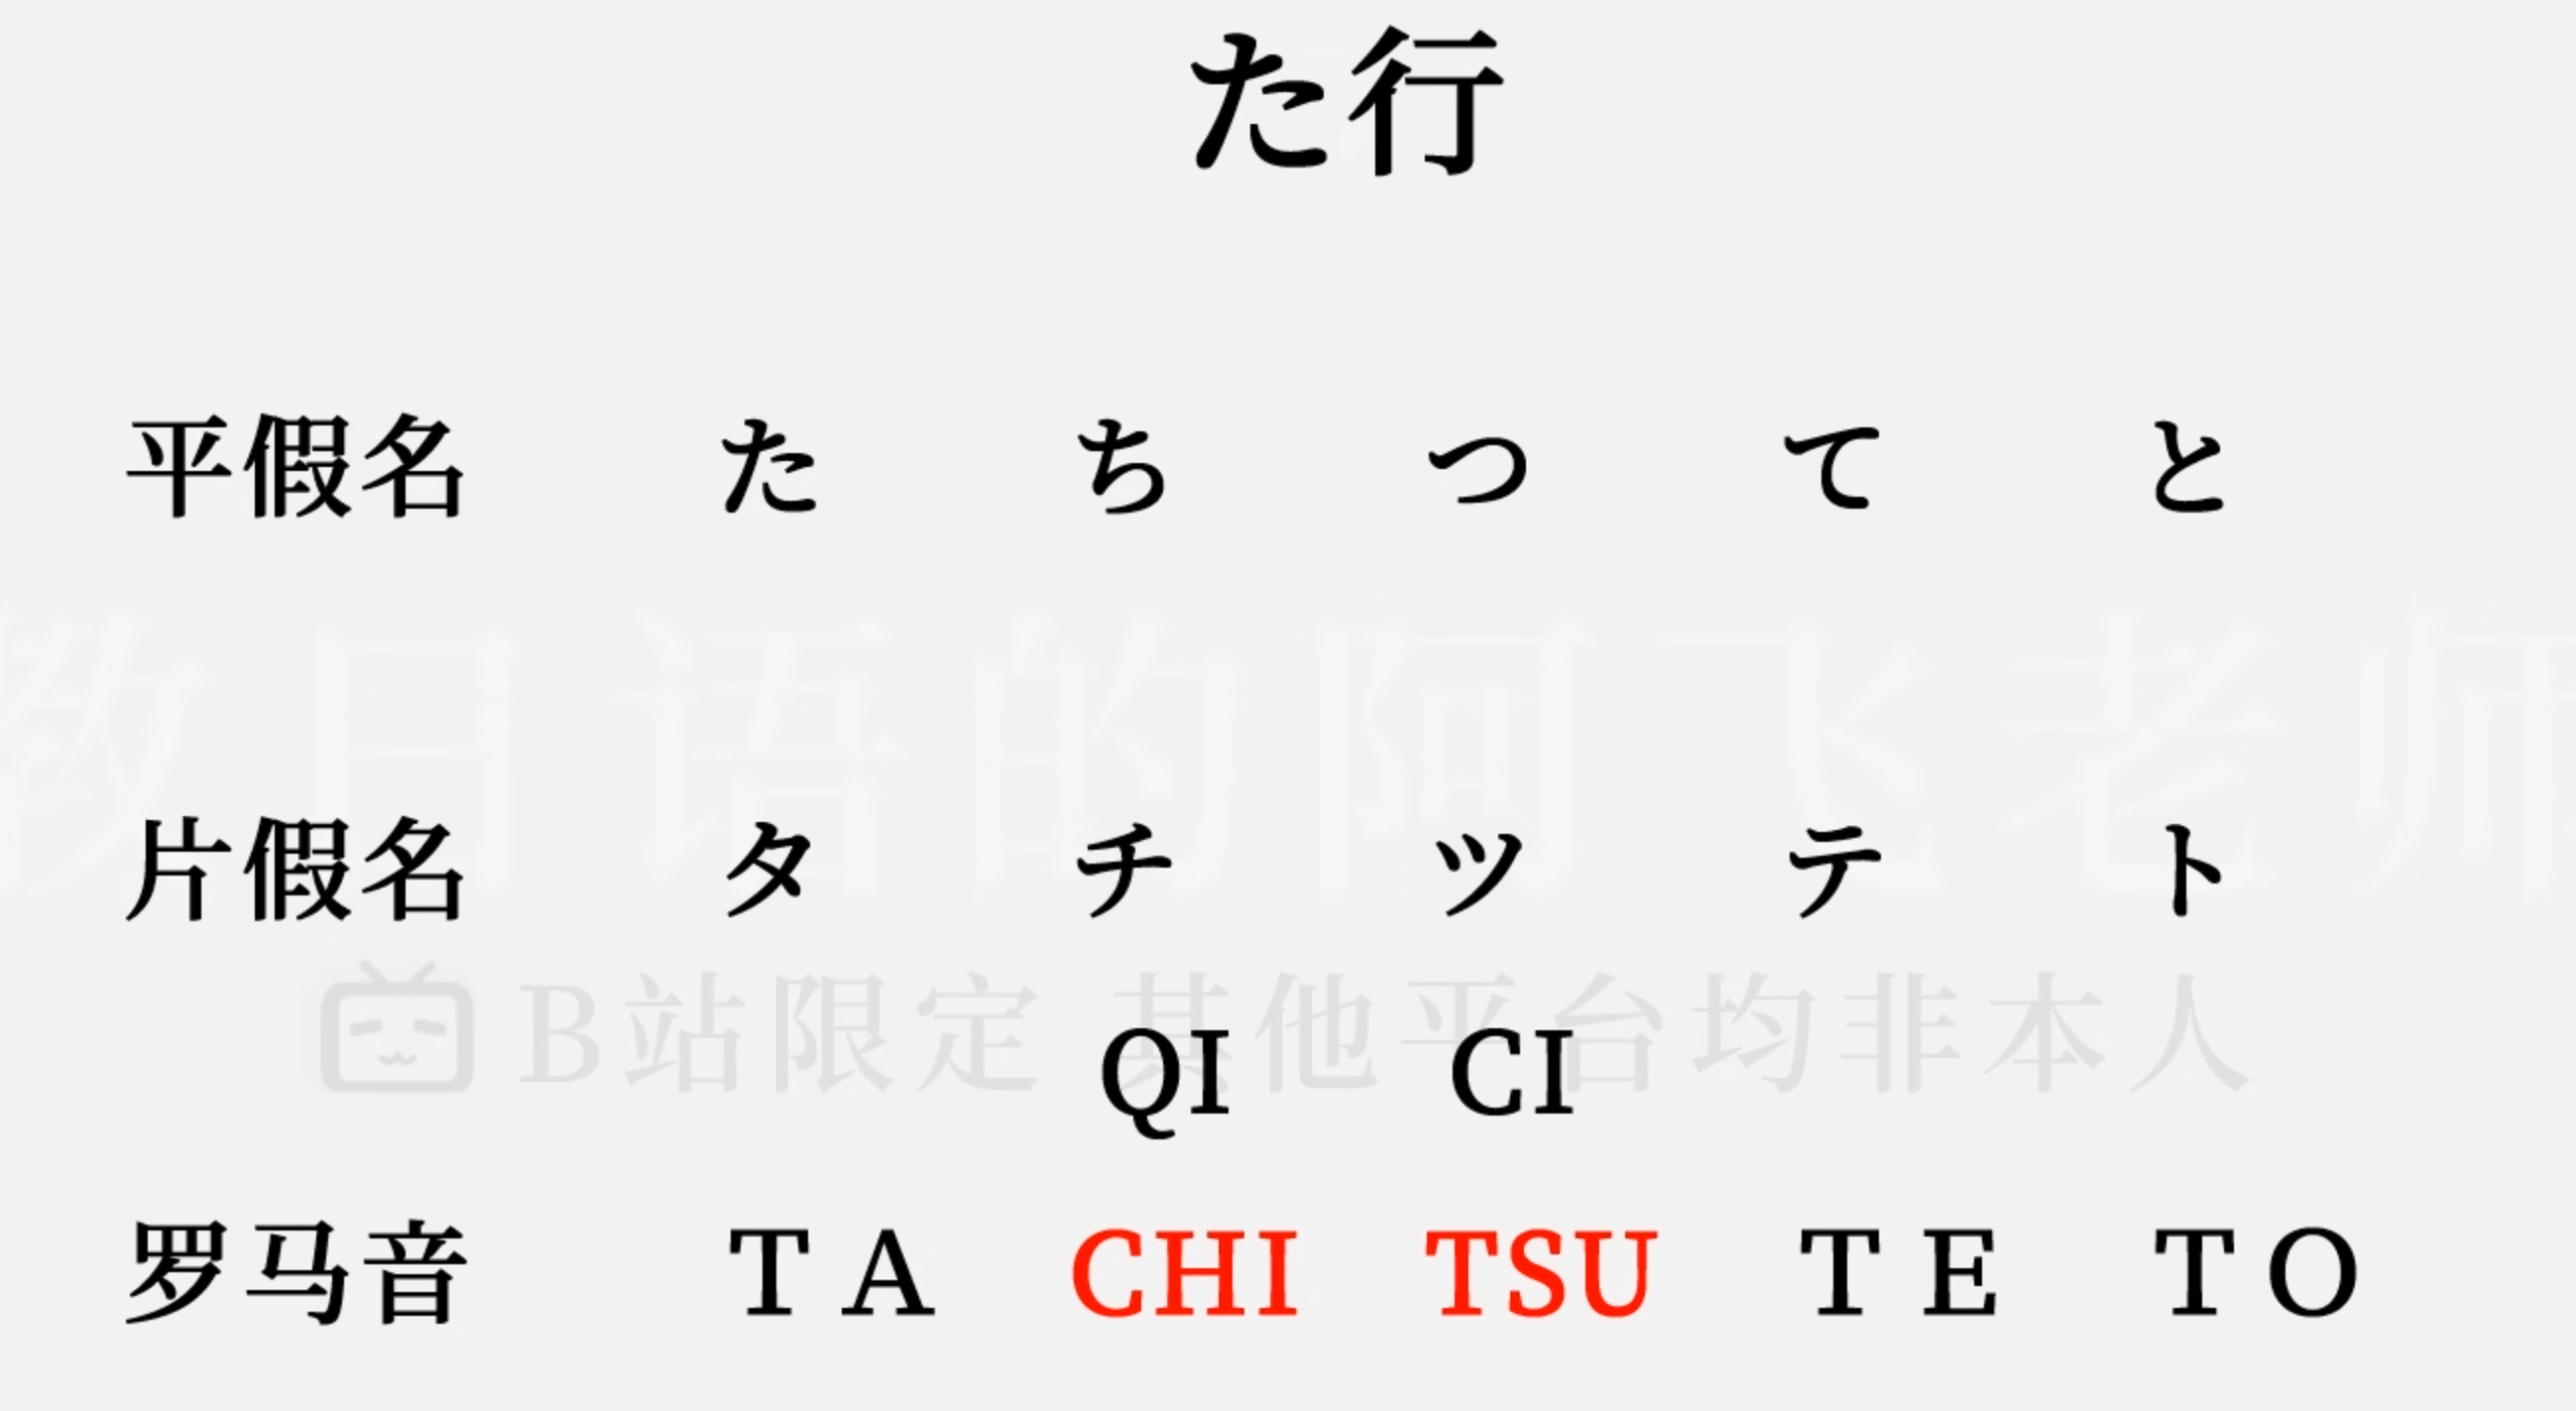 た行
平假名 た ち つ て と
教日语的阿飞老师
片假名 タ チ ツ テ ト
B站限定 其他平台均非本人
QI CI
罗马音 T A CHI TSU T E T O